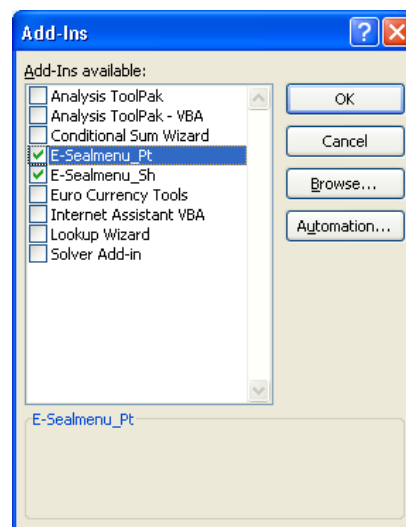 Add-Ins
Add-Ins available:
Analysis ToolPak
Analysis ToolPak - VBA
Conditional Sum Wizard
E-Sealmenu_Pt
E-Sealmenu_Sh
Euro Currency Tools
Internet Assistant VBA
Lookup Wizard
Solver Add-in
OK
Cancel
Browse...
Automation...
E-Sealmenu_Pt